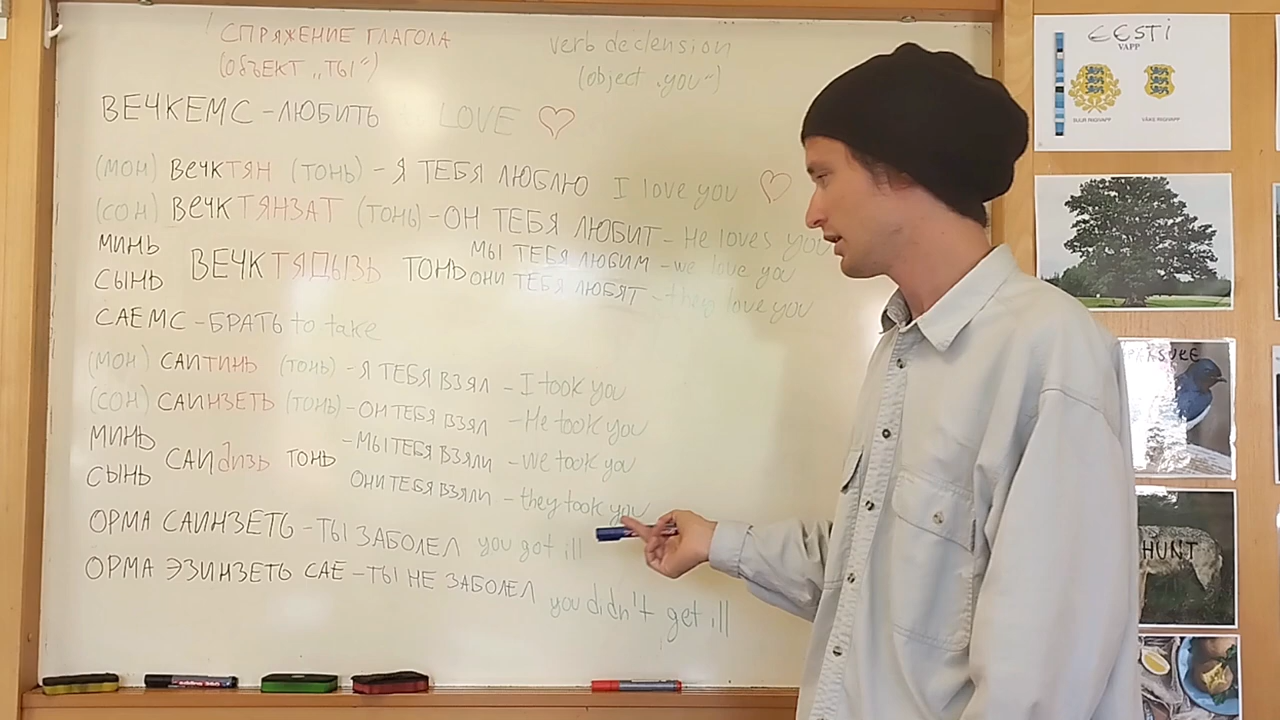 СПРЯЖЕНИЕ ГЛАГОЛА verb declension
(ОБЪЕКТ „ТЫ") (object „you")
ВЕЧКЕМС - ЛЮБИТЬ LOVE ♡
(МОН) ВЕЧКТЯН (ТОНЬ) - Я ТЕБЯ ЛЮБЛЮ I love you ♡
(СОН) ВЕЧКТЯНЗАТ (ТОНЬ) - ОН ТЕБЯ ЛЮБИТ - He loves you
МИНЬ
СЫНЬ
ВЕЧКТЯДЫЗЬ ТОНЬ
МЫ ТЕБЯ ЛЮБИМ - we love you
ОНИ ТЕБЯ ЛЮБЯТ - they love you
САЕМС - БРАТЬ to take
(МОН) САИТИНЬ (ТОНЬ) - Я ТЕБЯ ВЗЯЛ - I took you
(СОН) САИНЗЕТЬ (ТОНЬ) - ОН ТЕБЯ ВЗЯЛ - He took you
МИНЬ
СЫНЬ
САИДИЗЬ ТОНЬ
- МЫ ТЕБЯ ВЗЯЛИ - we took you
ОНИ ТЕБЯ ВЗЯЛИ - they took you
ОРМА САИНЗЕТЬ - ТЫ ЗАБОЛЕЛ you got ill
ОРМА ЭЗИНЗЕТЬ САЕ - ТЫ НЕ ЗАБОЛЕЛ you didn't get ill
EESTI
VAPP
SUUR RIIGIVAPP VÄIKE RIIGIVAPP
HUNT
edding 360